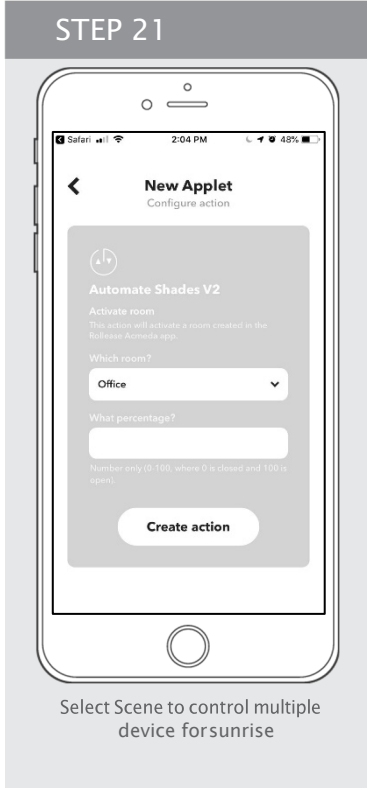 STEP 21
Safari 2:04 PM 48%
New Applet
Configure action
Automate Shades V2
Activate room
This action will activate a room created in the
Rollease Acmeda app.
Which room?
Office
What percentage?
Number only (0-100, where 0 is closed and 100 is
open).
Create action
Select Scene to control multiple
device for sunrise